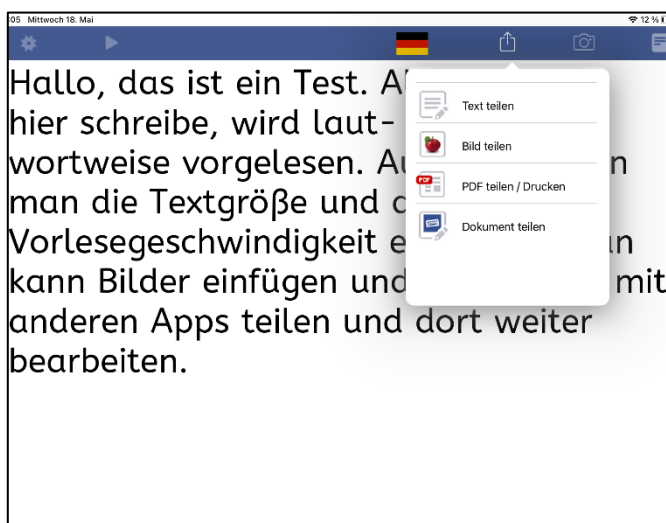 :05 Mittwoch 18. Mai 12 %
Hallo, das ist ein Test.
hier schreibe, wird laut-
wortweise vorgelesen.
man die Textgröße und
Vorlesegeschwindigkeit
kann Bilder einfügen und mit
anderen Apps teilen und dort weiter
bearbeiten.
Text teilen
Bild teilen
PDF
PDF teilen / Drucken
Dokument teilen